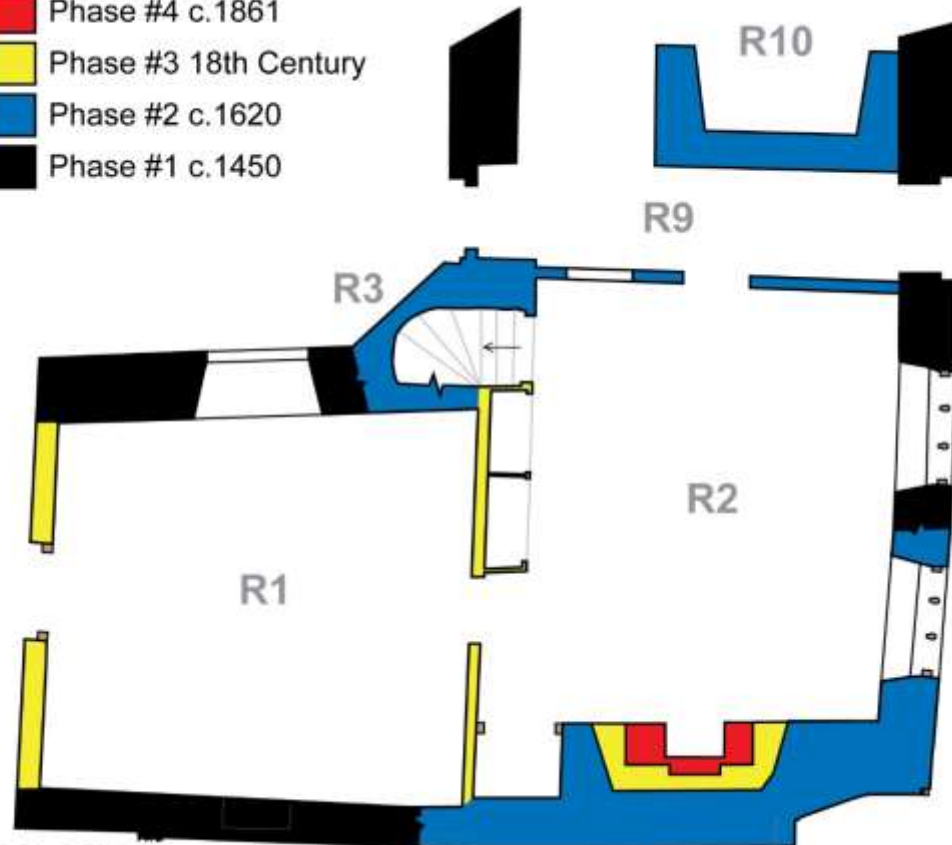 Phase #4 c.1861
Phase #3 18th Century
Phase #2 c.1620
Phase #1 c.1450
R10
R9
R3
R2
R1